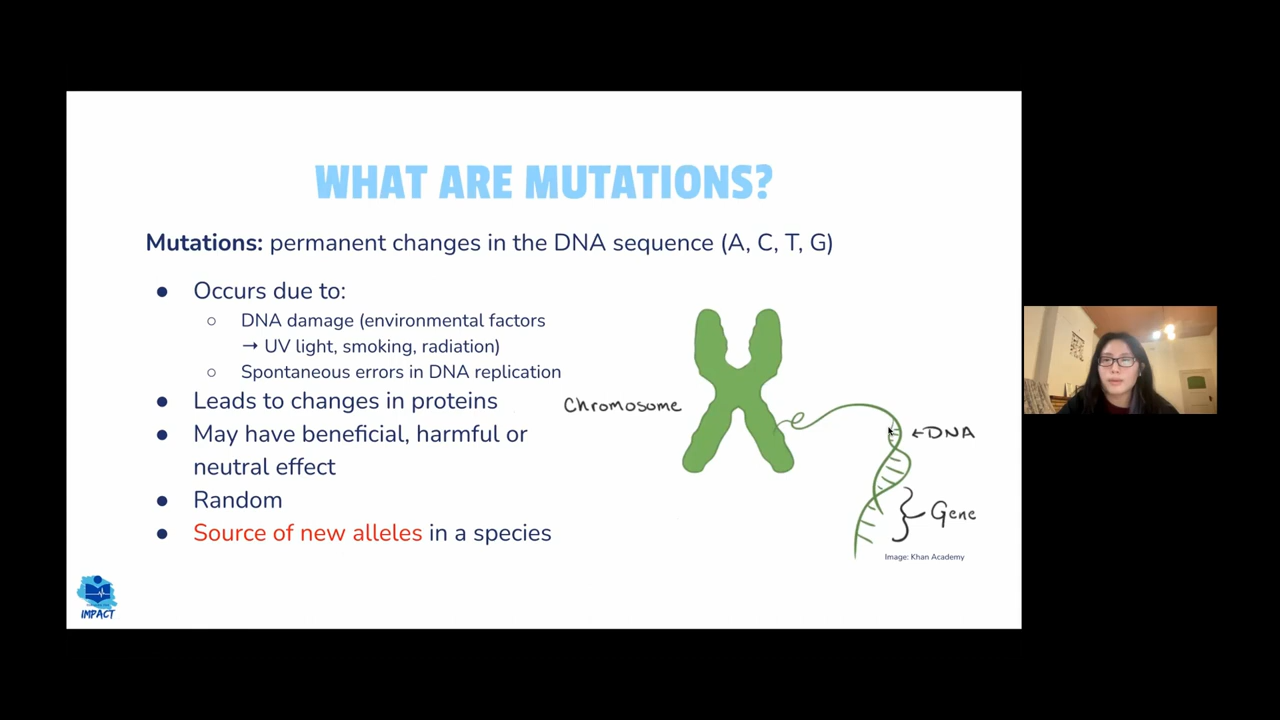 WHAT ARE MUTATIONS?
Mutations: permanent changes in the DNA sequence (A, C, T, G)
● Occurs due to:
○ DNA damage (environmental factors
→ UV light, smoking, radiation)
○ Spontaneous errors in DNA replication
● Leads to changes in proteins
● May have beneficial, harmful or
neutral effect
● Random
● Source of new alleles in a species
Chromosome
←DNA
Gene
Image: Khan Academy
IMPACT